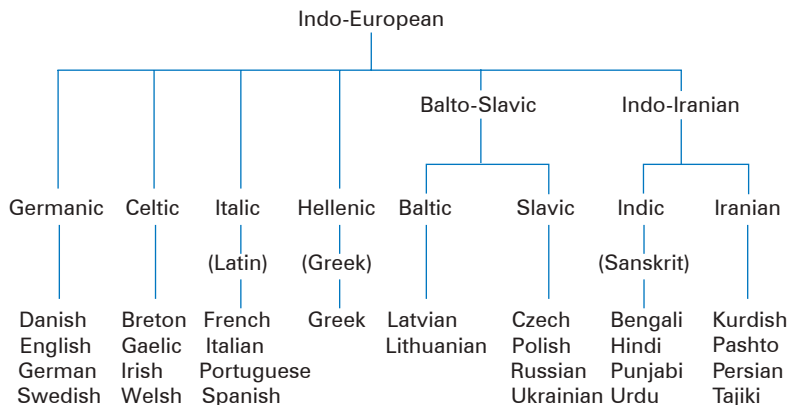 Indo-European
Balto-Slavic Indo-Iranian
Germanic Celtic Italic Hellenic Baltic Slavic Indic Iranian
(Latin) (Greek) (Sanskrit)
Danish Breton French Greek Latvian Czech Bengali Kurdish
English Gaelic Italian Lithuanian Polish Hindi Pashto
German Irish Portuguese Russian Punjabi Persian
Swedish Welsh Spanish Ukrainian Urdu Tajiki